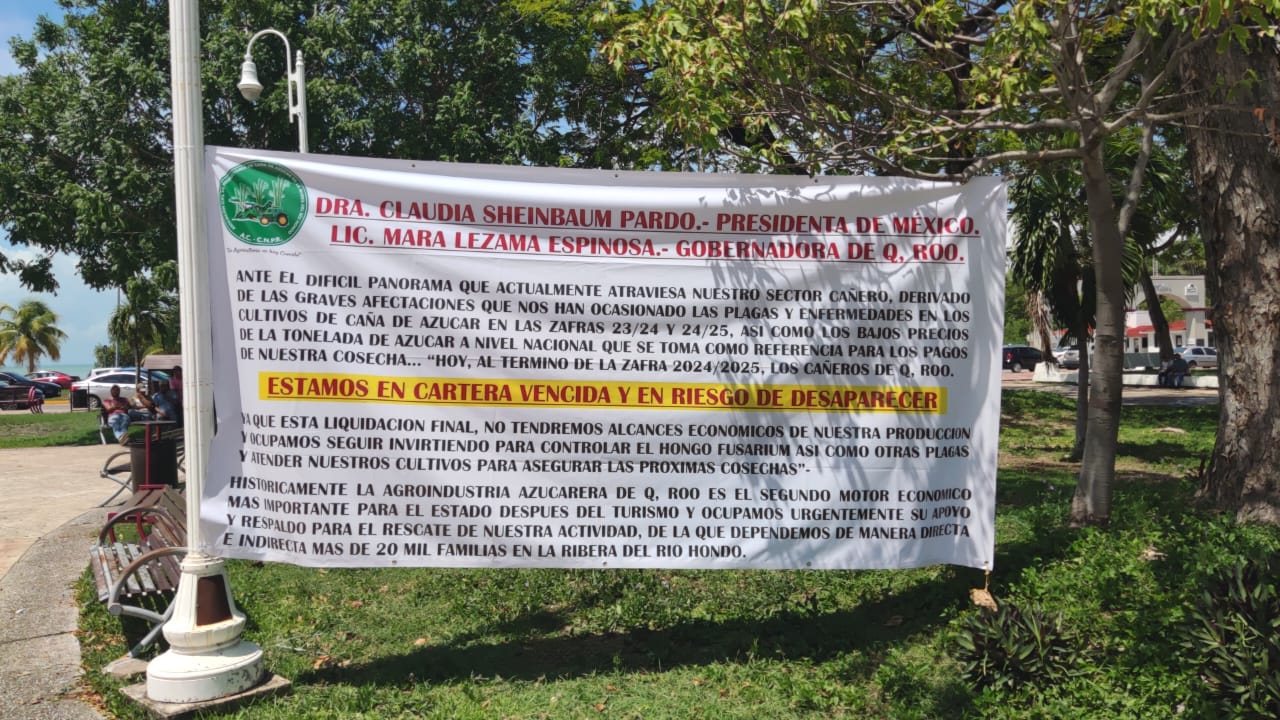 A.C. - C.N.P.R.
DRA. CLAUDIA SHEINBAUM PARDO.- PRESIDENTA DE MÉXICO.
LIC. MARA LEZAMA ESPINOSA.- GOBERNADORA DE Q, ROO.
ANTE EL DIFICIL PANORAMA QUE ACTUALMENTE ATRAVIESA NUESTRO SECTOR CAÑERO, DERIVADO
DE LAS GRAVES AFECTACIONES QUE NOS HAN OCASIONADO LAS PLAGAS Y ENFERMEDADES EN LOS
CULTIVOS DE CAÑA DE AZUCAR EN LAS ZAFRAS 23/24 Y 24/25, ASI COMO LOS BAJOS PRECIOS
DE LA TONELADA DE AZUCAR A NIVEL NACIONAL QUE SE TOMA COMO REFERENCIA PARA LOS PAGOS
DE NUESTRA COSECHA... “HOY, AL TERMINO DE LA ZAFRA 2024/2025, LOS CAÑEROS DE Q, ROO.
ESTAMOS EN CARTERA VENCIDA Y EN RIESGO DE DESAPARECER
YA QUE ESTA LIQUIDACION FINAL, NO TENDREMOS ALCANCES ECONOMICOS DE NUESTRA PRODUCCION
Y OCUPAMOS SEGUIR INVIRTIENDO PARA CONTROLAR EL HONGO FUSARIUM ASI COMO OTRAS PLAGAS
Y ATENDER NUESTROS CULTIVOS PARA ASEGURAR LAS PROXIMAS COSECHAS”-
HISTORICAMENTE LA AGROINDUSTRIA AZUCARERA DE Q, ROO ES EL SEGUNDO MOTOR ECONOMICO
MAS IMPORTANTE PARA EL ESTADO DESPUES DEL TURISMO Y OCUPAMOS URGENTEMENTE SU APOYO
Y RESPALDO PARA EL RESCATE DE NUESTRA ACTIVIDAD, DE LA QUE DEPENDEMOS DE MANERA DIRECTA
E INDIRECTA MAS DE 20 MIL FAMILIAS EN LA RIBERA DEL RIO HONDO.